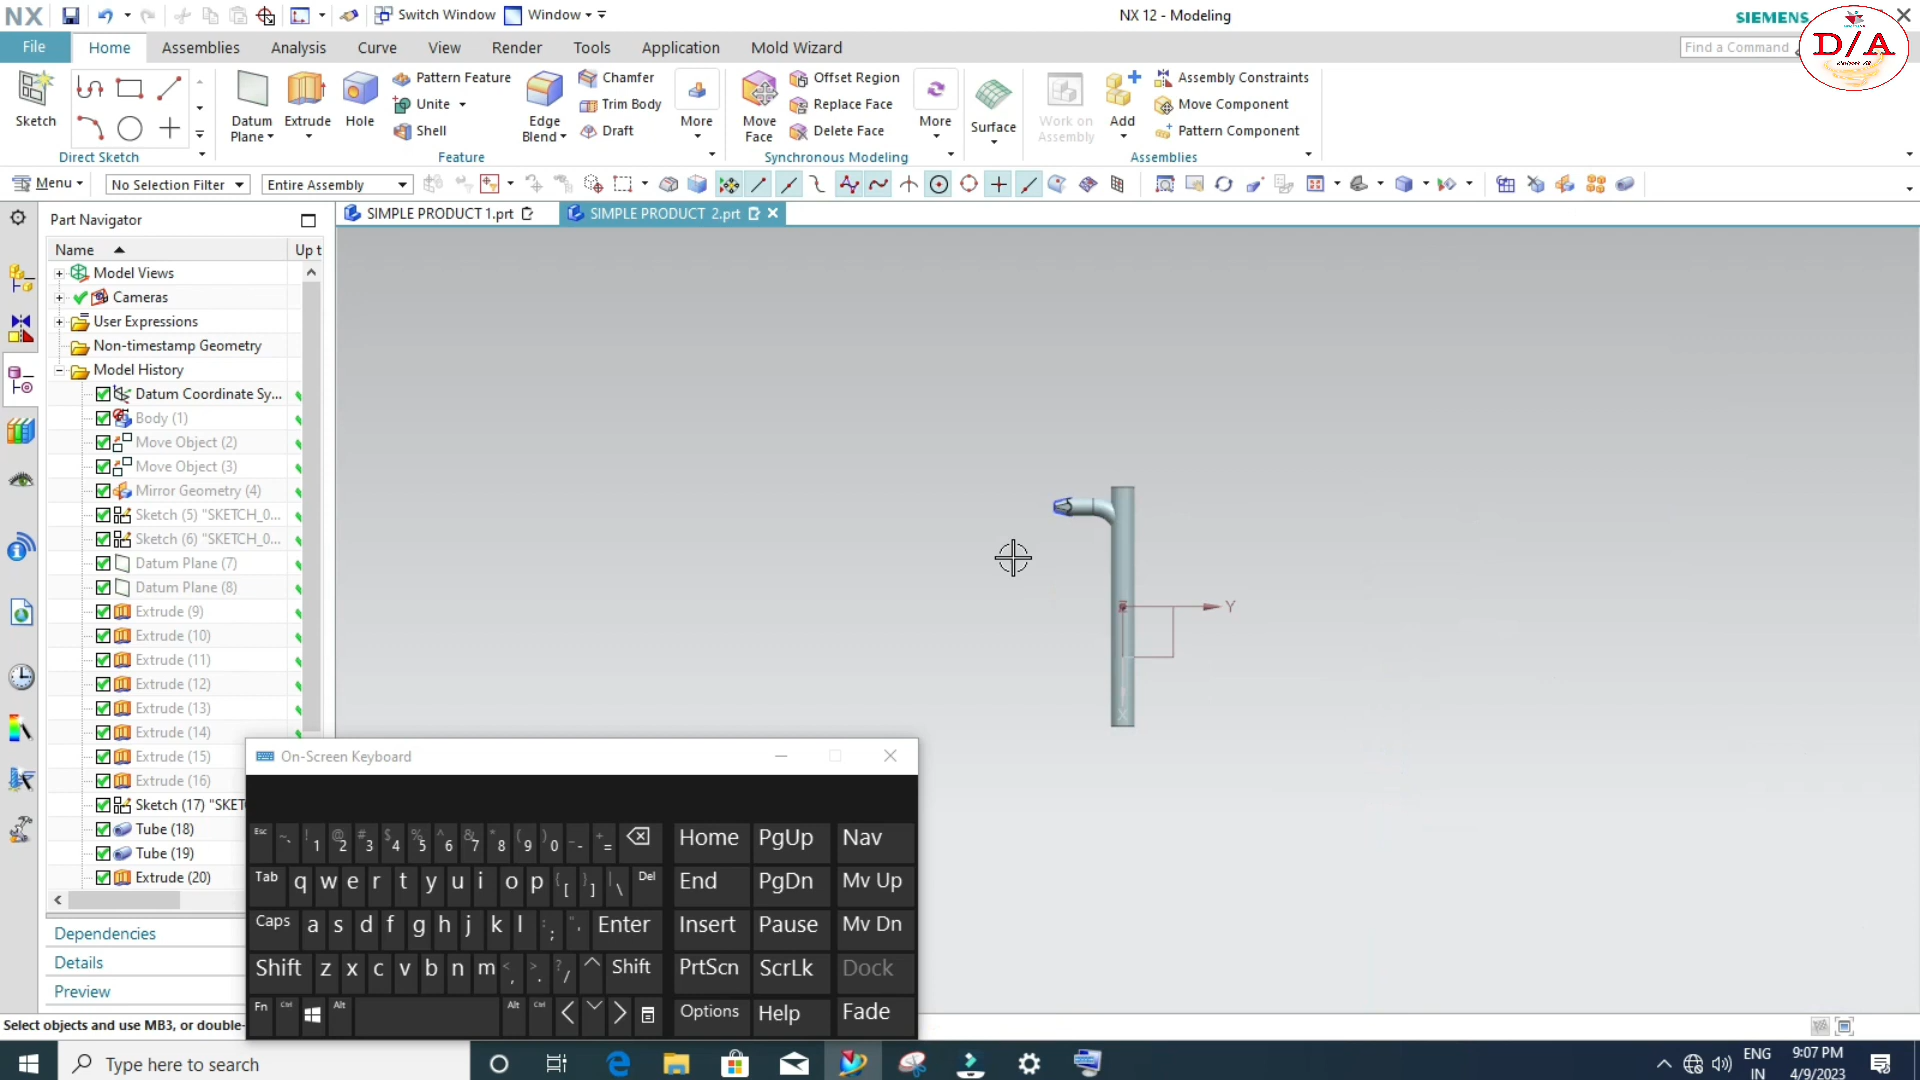 NX
Switch Window
Window
NX 12 - Modeling
SIEMENS
D/A
File
Home
Assemblies
Analysis
Curve
View
Render
Tools
Application
Mold Wizard
Find a Command
Sketch
Direct Sketch
Datum
Plane
Extrude
Hole
Pattern Feature
Unite
Shell
Edge
Blend
Chamfer
Trim Body
Draft
More
Feature
Move
Face
Offset Region
Replace Face
Delete Face
More
Synchronous Modeling
Surface
Work on
Assembly
Add
Assembly Constraints
Move Component
Pattern Component
Assemblies
Menu
No Selection Filter
Entire Assembly
Part Navigator
SIMPLE PRODUCT 1.prt
SIMPLE PRODUCT 2.prt
Name
Up t
Model Views
Cameras
User Expressions
Non-timestamp Geometry
Model History
Datum Coordinate Sy...
Body (1)
Move Object (2)
Move Object (3)
Mirror Geometry (4)
Sketch (5) "SKETCH_0...
Sketch (6) "SKETCH_0...
Datum Plane (7)
Datum Plane (8)
Extrude (9)
Extrude (10)
Extrude (11)
Extrude (12)
Extrude (13)
Extrude (14)
Extrude (15)
Extrude (16)
Sketch (17) "SKET
Tube (18)
Tube (19)
Extrude (20)
Dependencies
Details
Preview
Y
X
On-Screen Keyboard
Esc ~ ` ! 1 @ 2 # 3 $ 4 % 5 ^ 6 & 7 * 8 ( 9 ) 0 _ - + = Home PgUp Nav
Tab q w e r t y u i o p { [ } ] | \ Del End PgDn Mv Up
Caps a s d f g h j k l : ; " ' Enter Insert Pause Mv Dn
Shift z x c v b n m < , > . ? / Shift PrtScn ScrLk Dock
Fn Ctrl Alt Alt Ctrl Options Help Fade
Select objects and use MB3, or double-
Type here to search
ENG
IN
9:07 PM
4/9/2023